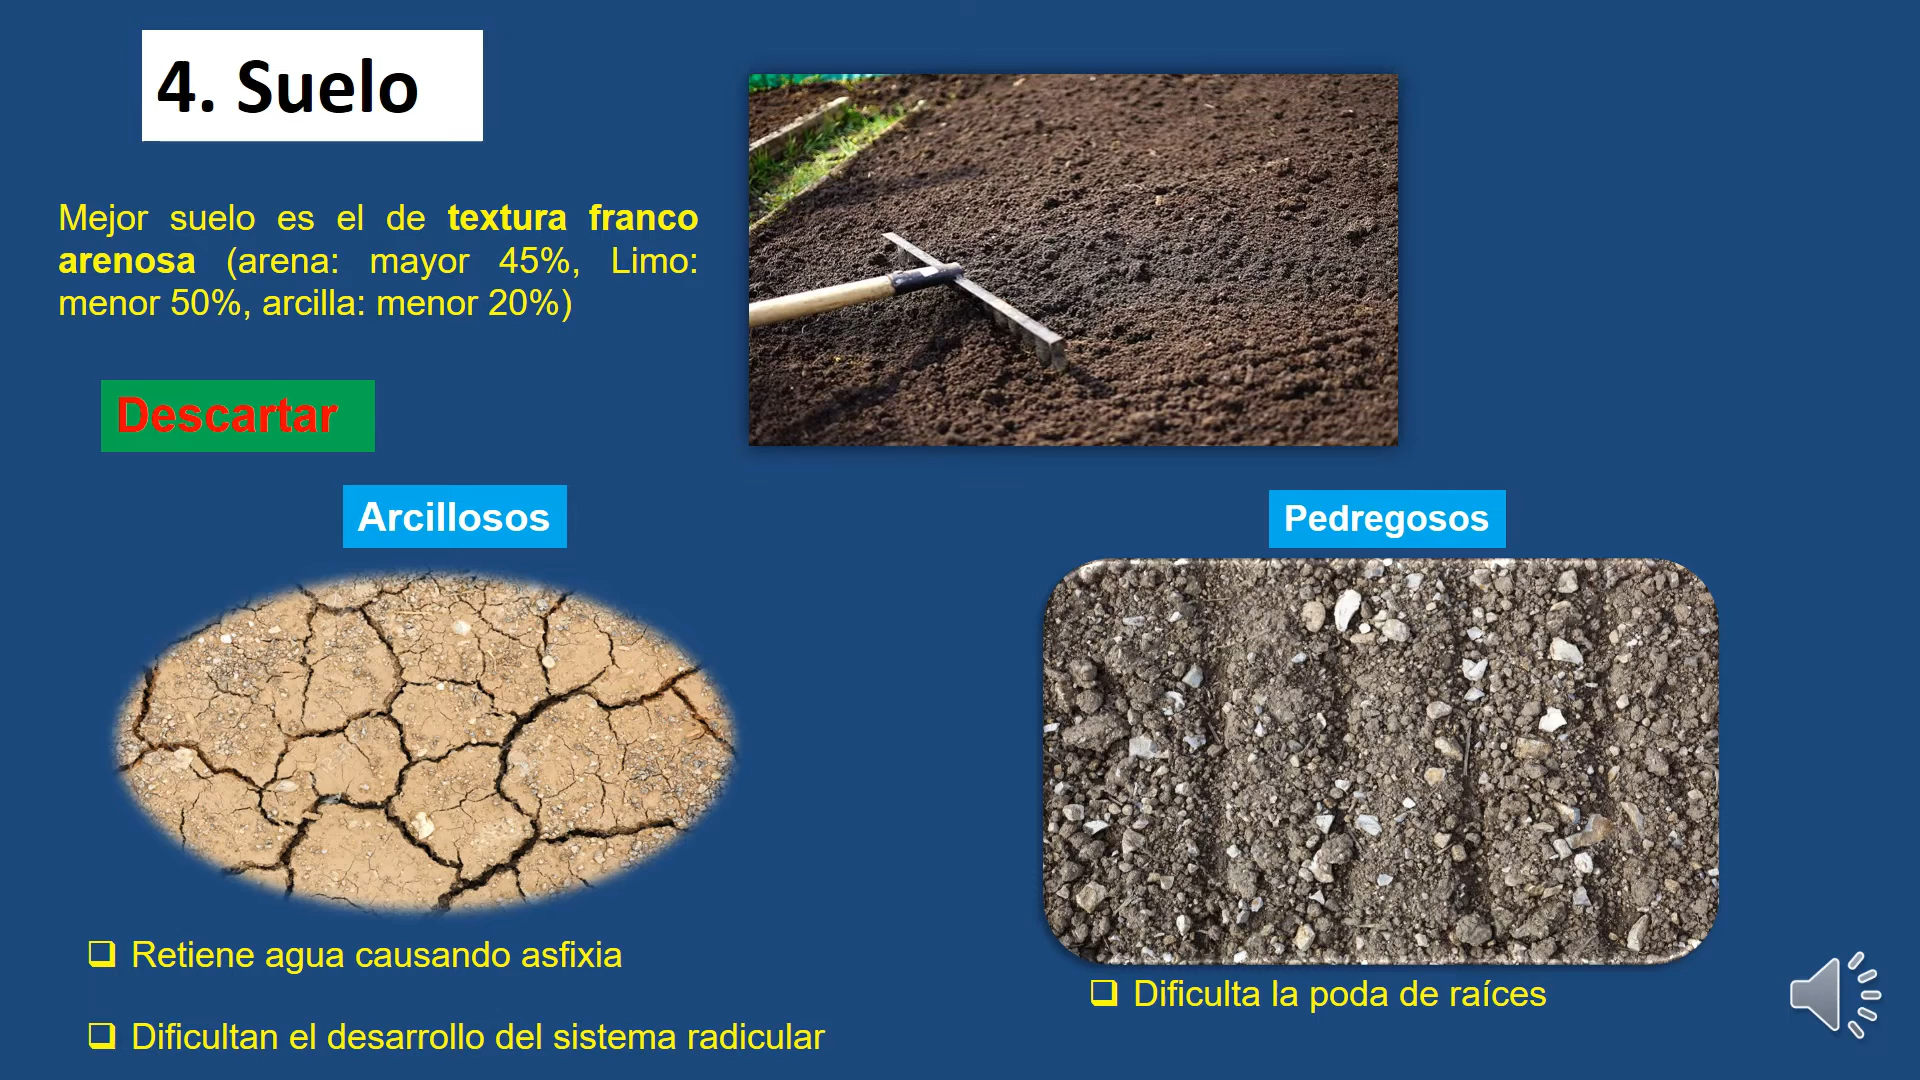 4. Suelo
Mejor suelo es el de textura franco
arenosa (arena: mayor 45%, Limo:
menor 50%, arcilla: menor 20%)
Descartar
Arcillosos
Pedregosos
Retiene agua causando asfixia
Dificultan el desarrollo del sistema radicular
Dificulta la poda de raíces